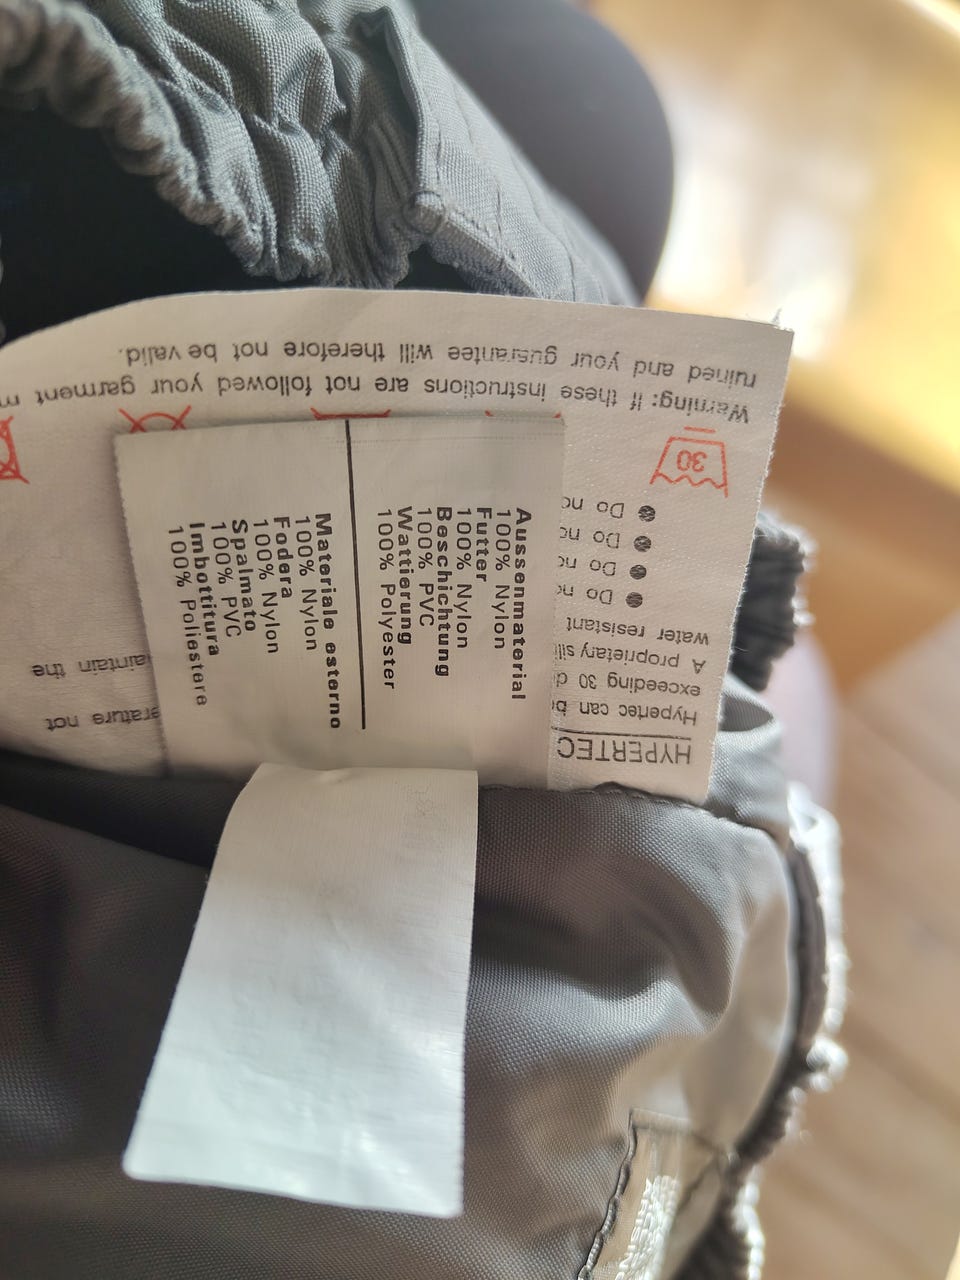 Aussenmaterial
100% Nylon
Futter
100% Nylon
Beschichtung
100% PVC
Wattierung
100% Polyester
Materiale esterno
100% Nylon
Fodera
100% Nylon
Spalmato
100% PVC
Imbottitura
100% Poliestere
HYPERTEC
Hypertec can be
exceeding 30 d
A proprietary sili
water resistant
Do no
Do no
Do no
Do no
erature not
aintain the
30
Warning: If these instructions are not followed your garment m
ruined and your guarantee will therefore not be valid.